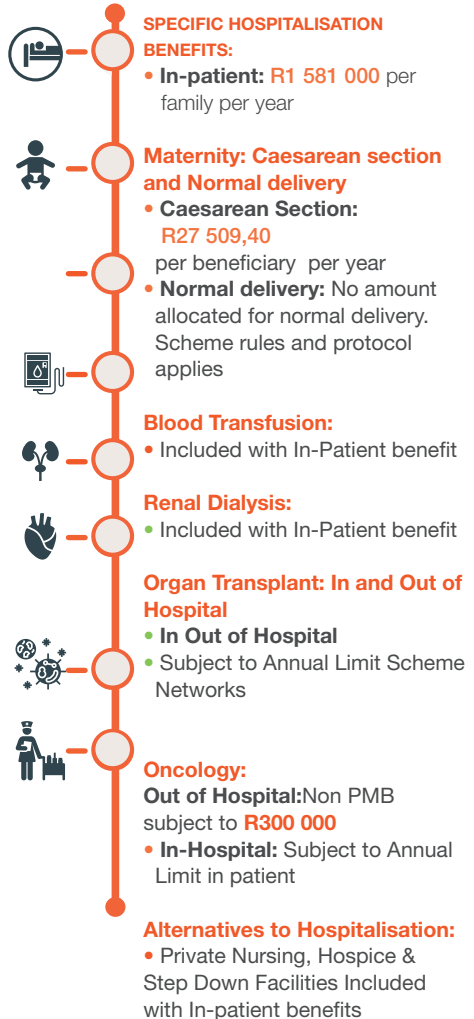 SPECIFIC HOSPITALISATION
BENEFITS:
• In-patient: R1 581 000 per
family per year
Maternity: Caesarean section
and Normal delivery
• Caesarean Section:
R27 509,40
per beneficiary per year
• Normal delivery: No amount
allocated for normal delivery.
Scheme rules and protocol
applies
Blood Transfusion:
• Included with In-Patient benefit
Renal Dialysis:
• Included with In-Patient benefit
Organ Transplant: In and Out of
Hospital
• In Out of Hospital
• Subject to Annual Limit Scheme
Networks
Oncology:
Out of Hospital:Non PMB
subject to R300 000
• In-Hospital: Subject to Annual
Limit in patient
Alternatives to Hospitalisation:
• Private Nursing, Hospice &
Step Down Facilities Included
with In-patient benefits